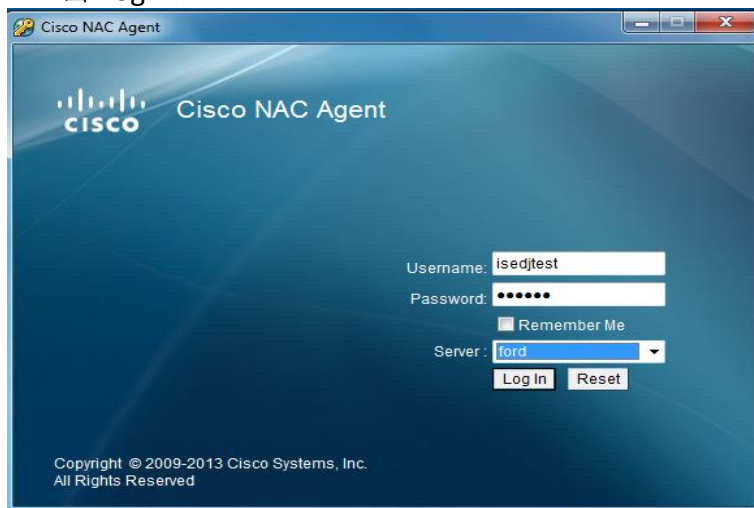 Cisco NAC Agent
CISCO
Cisco NAC Agent
Username: isedjtest
Password: ••••••
Remember Me
Server : ford
Log In Reset
Copyright © 2009-2013 Cisco Systems, Inc.
All Rights Reserved